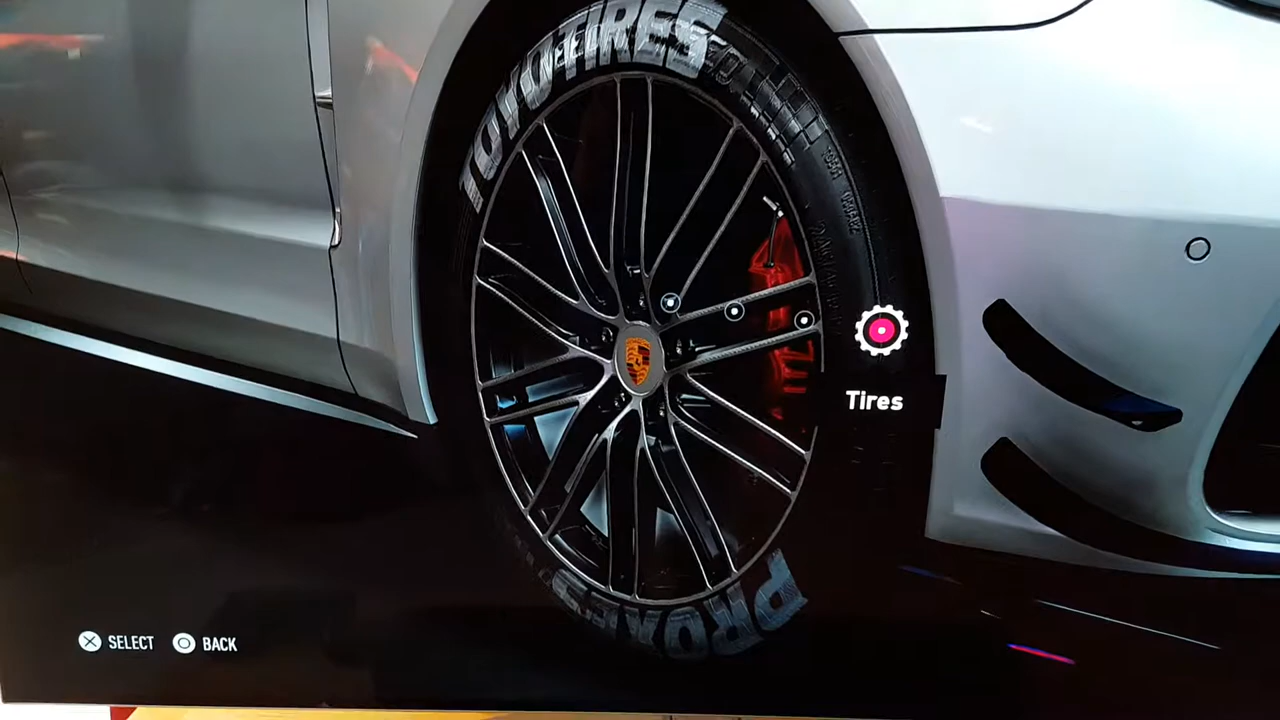 TOYO TIRES
Tires
PROXES
SELECT
BACK